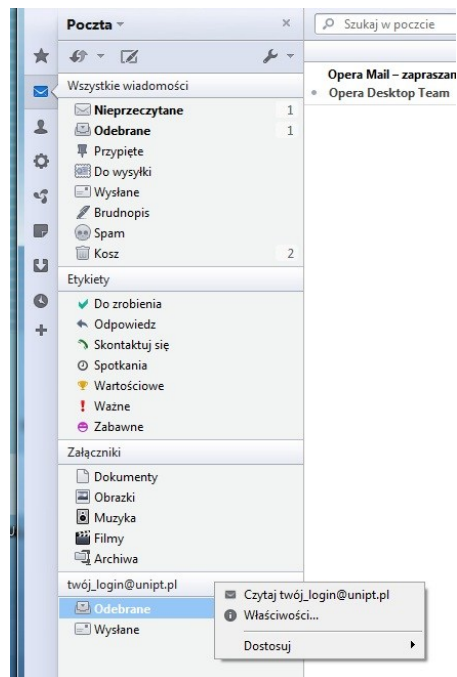 Poczta
Szukaj w poczcie
Opera Mail – zapraszan
Opera Desktop Team
Wszystkie wiadomości
Nieprzeczytane 1
Odebrane 1
Przypięte
Do wysyłki
Wysłane
Brudnopis
Spam
Kosz 2
Etykiety
Do zrobienia
Odpowiedz
Skontaktuj się
Spotkania
Wartościowe
Ważne
Zabawne
Załączniki
Dokumenty
Obrazki
Muzyka
Filmy
Archiwa
twój_login@unipt.pl
Odebrane
Wysłane
Czytaj twój_login@unipt.pl
Właściwości...
Dostosuj